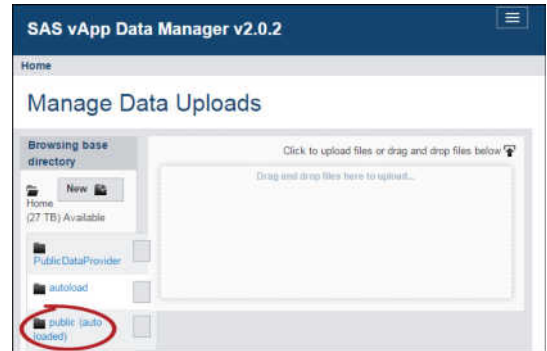 SAS vApp Data Manager v2.0.2
Home
Manage Data Uploads
Browsing base
directory
Click to upload files or drag and drop files below
Drag and drop files here to upload...
New
Home
(27 TB) Available
PublicDataProvider
autoload
public (auto
loaded)